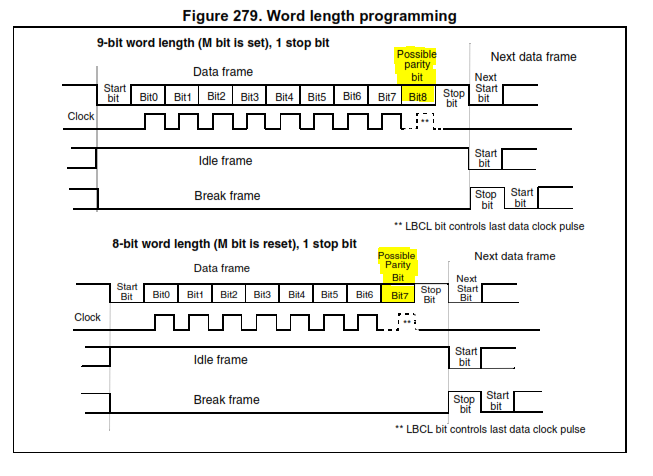 Figure 279. Word length programming
9-bit word length (M bit is set), 1 stop bit
Possible
parity
bit
Next data frame
Data frame
Start
bit
Bit0
Bit1
Bit2
Bit3
Bit4
Bit5
Bit6
Bit7
Bit8
Stop
bit
Next
Start
bit
Clock
**
Idle frame
Start
bit
Break frame
Stop
bit
Start
bit
** LBCL bit controls last data clock pulse
8-bit word length (M bit is reset), 1 stop bit
Possible
Parity
Bit
Next data frame
Data frame
Start
Bit
Bit0
Bit1
Bit2
Bit3
Bit4
Bit5
Bit6
Bit7
Stop
Bit
Next
Start
Bit
Clock
**
Idle frame
Start
bit
Break frame
Stop
bit
Start
bit
** LBCL bit controls last data clock pulse